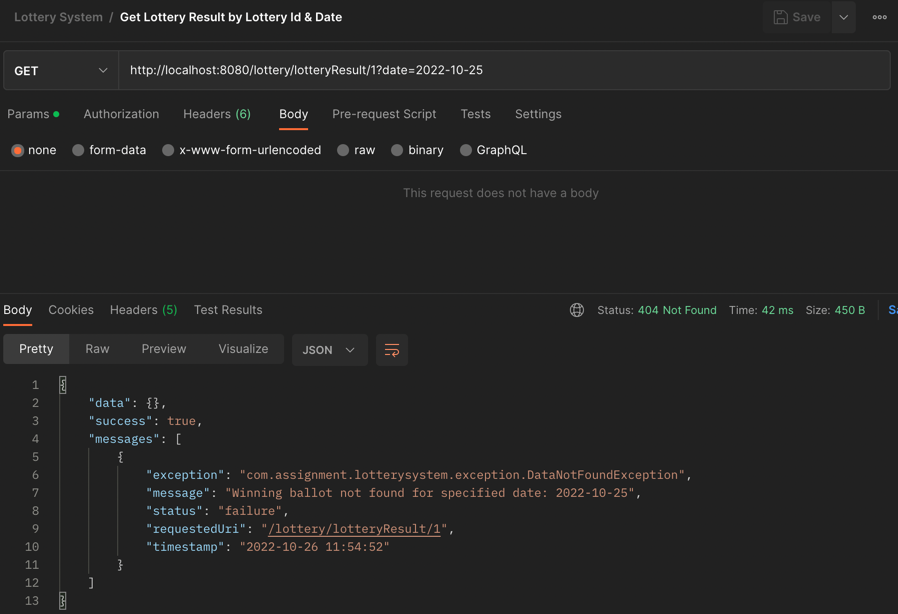 Lottery System / Get Lottery Result by Lottery Id & Date
Save
GET http://localhost:8080/lottery/lotteryResult/1?date=2022-10-25
Params Authorization Headers (6) Body Pre-request Script Tests Settings
none form-data x-www-form-urlencoded raw binary GraphQL
This request does not have a body
Body Cookies Headers (5) Test Results Status: 404 Not Found Time: 42 ms Size: 450 B Sa
Pretty Raw Preview Visualize JSON
1 {
2 "data": {},
3 "success": true,
4 "messages": [
5 {
6 "exception": "com.assignment.lotterysystem.exception.DataNotFoundException",
7 "message": "Winning ballot not found for specified date: 2022-10-25",
8 "status": "failure",
9 "requestedUri": "/lottery/lotteryResult/1",
10 "timestamp": "2022-10-26 11:54:52"
11 }
12 ]
13 }